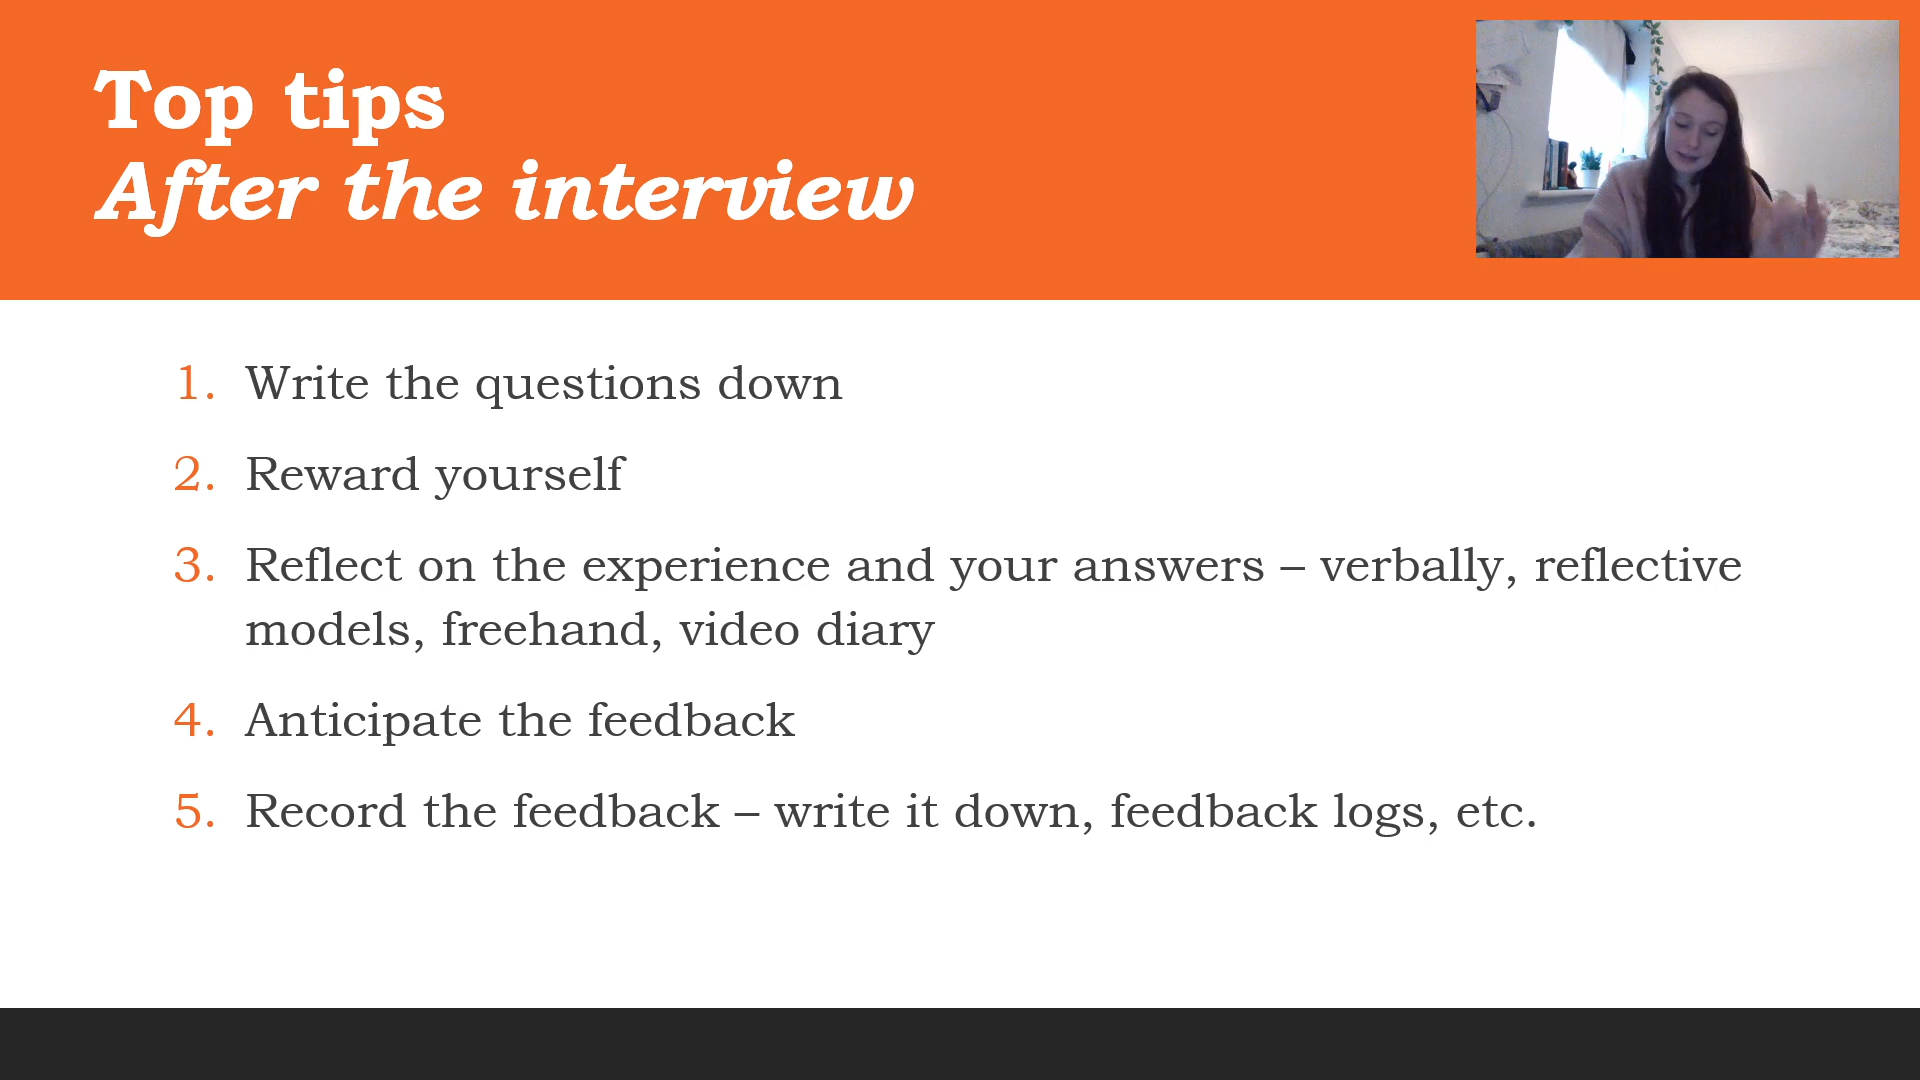 Top tips
After the interview
1. Write the questions down
2. Reward yourself
3. Reflect on the experience and your answers – verbally, reflective
models, freehand, video diary
4. Anticipate the feedback
5. Record the feedback – write it down, feedback logs, etc.